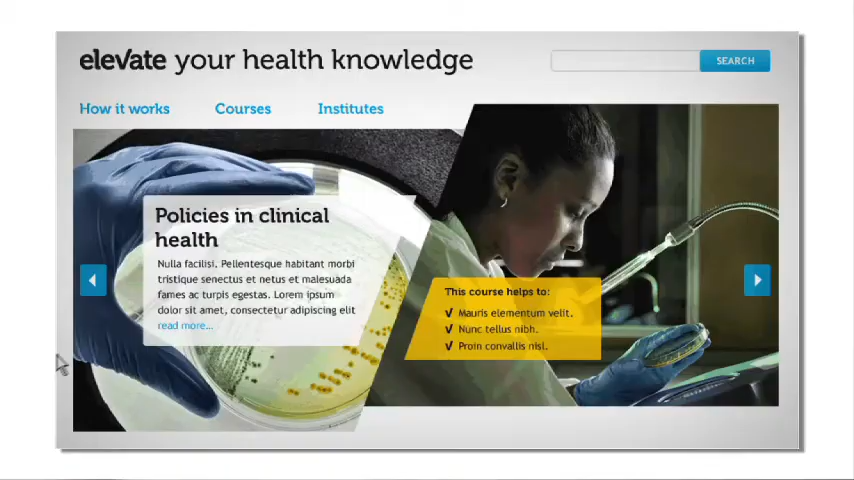 elevate your health knowledge
SEARCH
How it works Courses Institutes
Policies in clinical
health
Nulla facilisi. Pellentesque habitant morbi
tristique senectus et netus et malesuada
fames ac turpis egestas. Lorem ipsum
dolor sit amet, consectetur adipiscing elit
read more...
This course helps to:
Mauris elementum velit.
Nunc tellus nibh.
Proin convallis nisi.